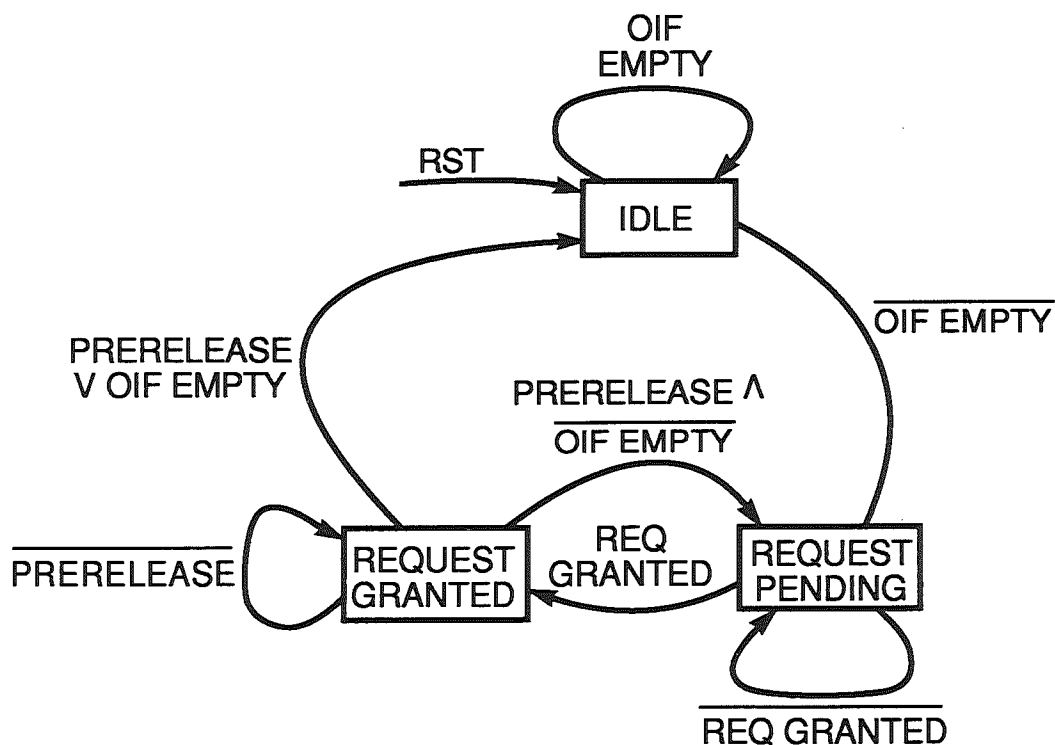 OIF
EMPTY
RST
IDLE
OIF EMPTY
PRERELEASE
V OIF EMPTY
PRERELEASE Λ
OIF EMPTY
PRERELEASE
REQUEST
GRANTED
REQ
GRANTED
REQUEST
PENDING
REQ GRANTED